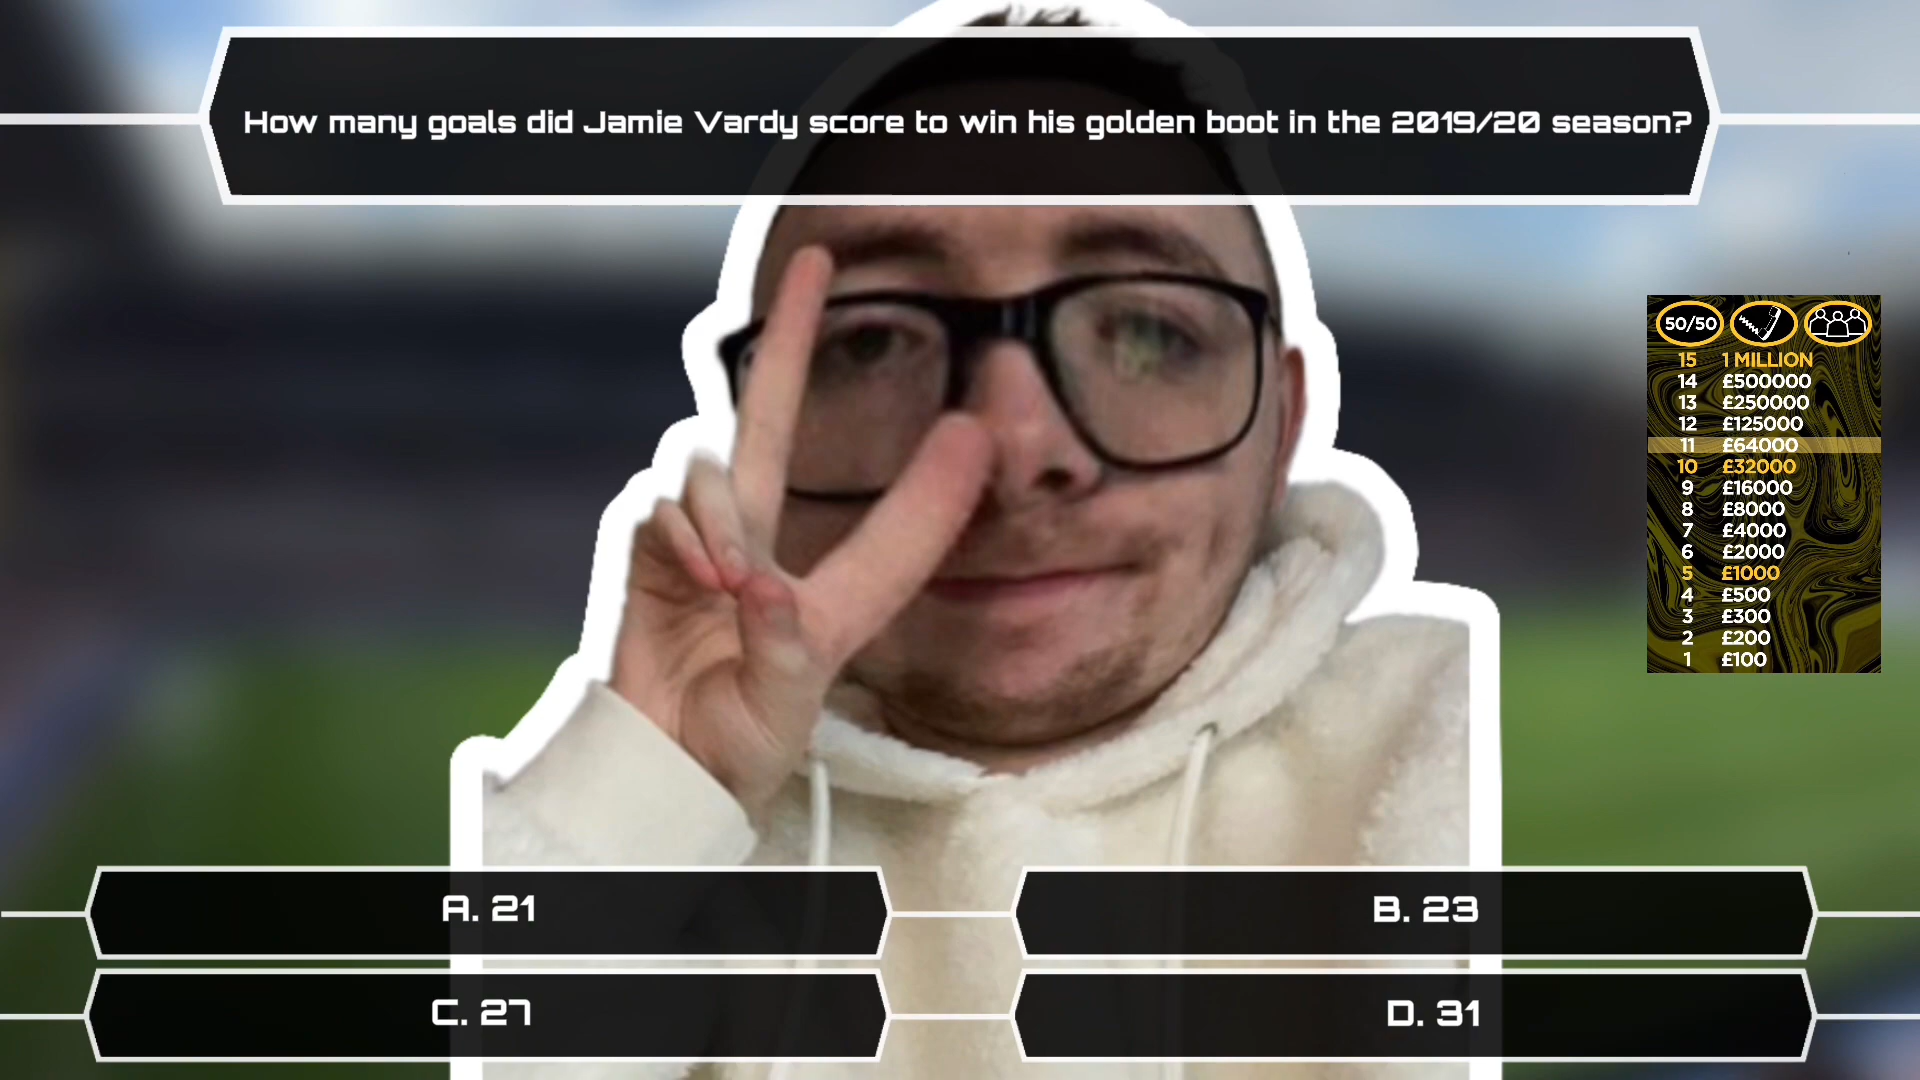 How many goals did Jamie Vardy score to win his golden boot in the 2019/20 season?
50/50
15 1 MILLION
14 £500000
13 £250000
12 £125000
11 £64000
10 £32000
9 £16000
8 £8000
7 £4000
6 £2000
5 £1000
4 £500
3 £300
2 £200
1 £100
A. 21
B. 23
C. 27
D. 31